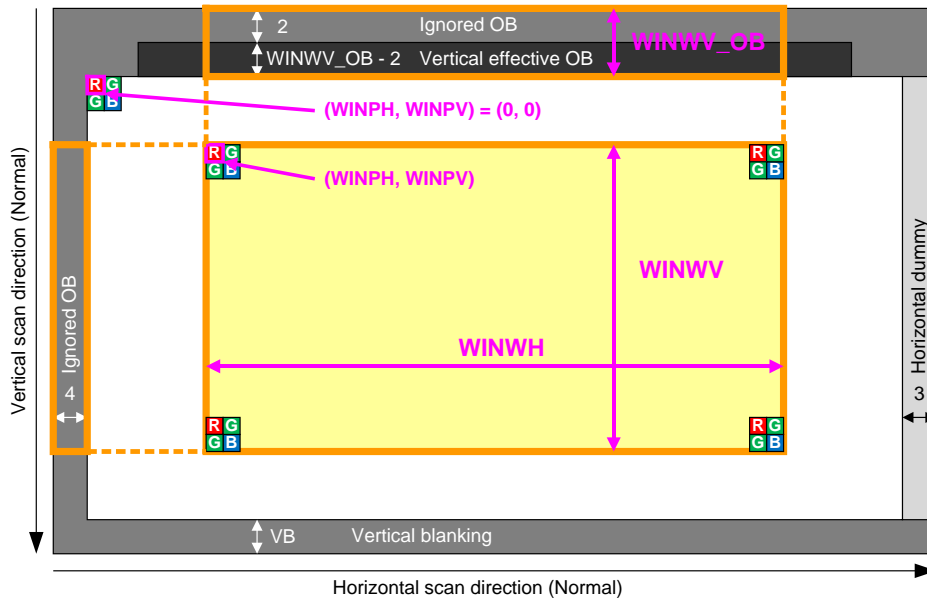 2 Ignored OB
WINWV_OB
WINWV_OB - 2 Vertical effective OB
R G
G B
(WINPH, WINPV) = (0, 0)
R G
G B
R G
G B
(WINPH, WINPV)
Vertical scan direction (Normal)
4 Ignored OB
WINWV
WINWH
3 Horizontal dummy
R G
G B
R G
G B
VB Vertical blanking
Horizontal scan direction (Normal)